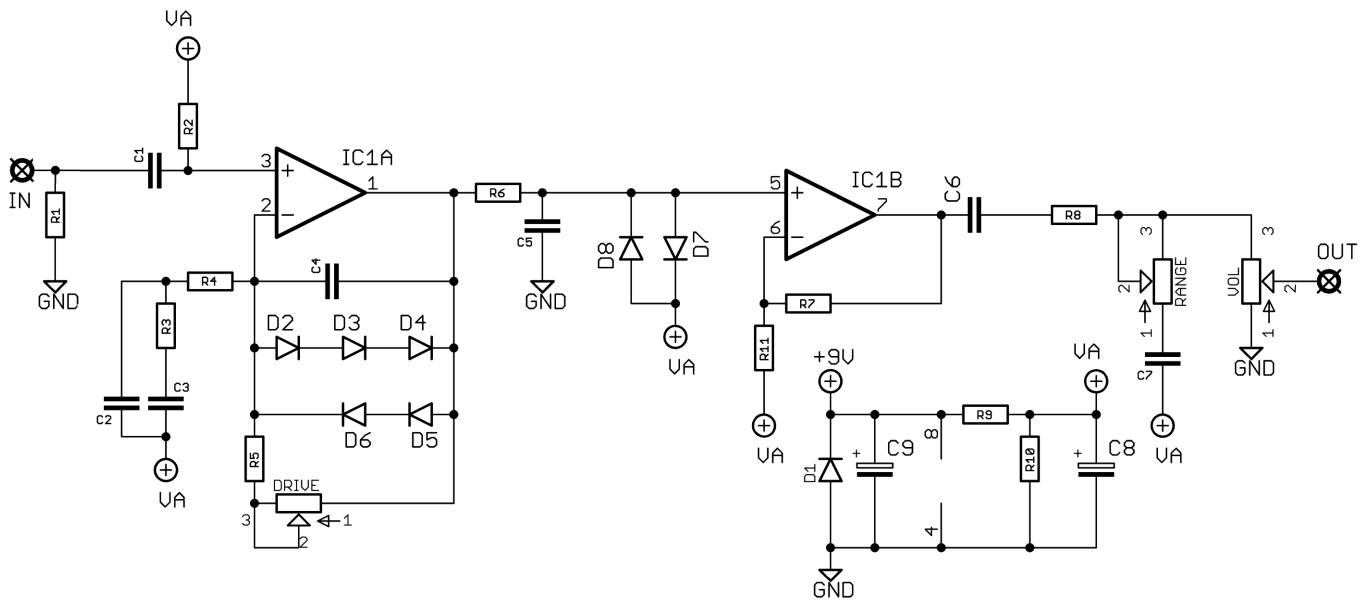 VA
R2
C1
3
IC1A
1
2
IN
R1
GND
R6
C5
GND
D8
D7
VA
5
IC1B
7
6
C6
R8
R7
R11
VA
3
2
RANGE
1
C7
VA
3
VOL
2
1
OUT
GND
C4
R4
R3
C3
C2
VA
D2
D3
D4
D6
D5
R5
DRIVE
3
1
2
+9V
VA
8
R9
+
C9
D1
R10
+
C8
4
GND